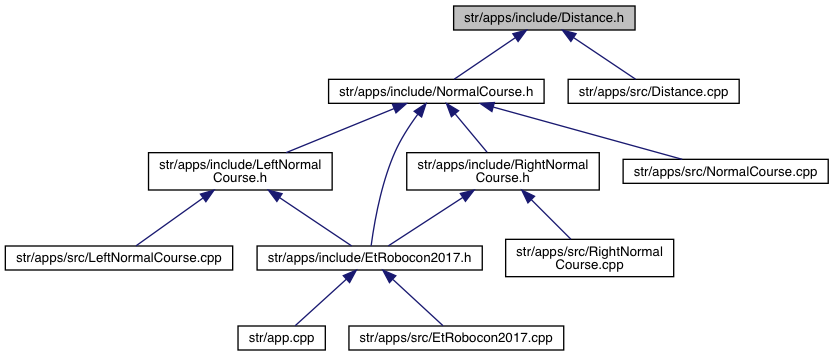 str/apps/include/Distance.h
str/apps/include/NormalCourse.h
str/apps/src/Distance.cpp
str/apps/include/LeftNormal
Course.h
str/apps/include/RightNormal
Course.h
str/apps/src/NormalCourse.cpp
str/apps/src/LeftNormalCourse.cpp
str/apps/include/EtRobocon2017.h
str/apps/src/RightNormal
Course.cpp
str/app.cpp
str/apps/src/EtRobocon2017.cpp